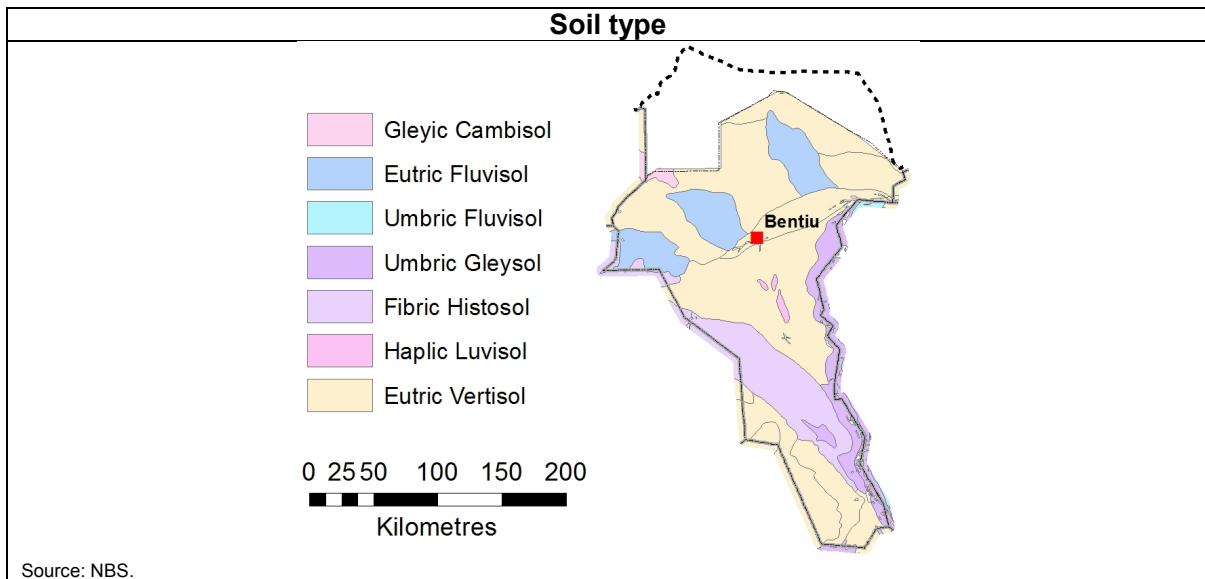 Soil type
Gleyic Cambisol
Eutric Fluvisol
Umbric Fluvisol
Umbric Gleysol
Fibric Histosol
Haplic Luvisol
Eutric Vertisol
Bentiu
0 25 50 100 150 200
Kilometres
Source: NBS.